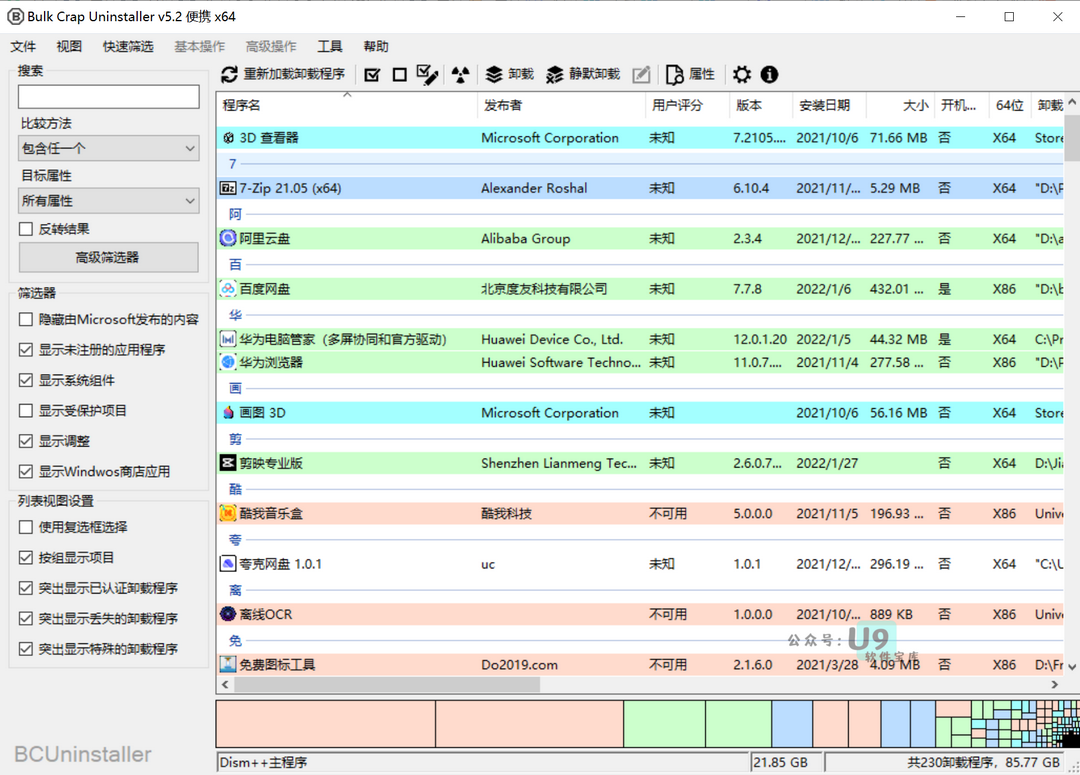 Bulk Crap Uninstaller v5.2 便携 x64
文件 视图 快速筛选 基本操作 高级操作 工具 帮助
搜索
比较方法
包含任一个
目标属性
所有属性
反转结果
高级筛选器
筛选器
隐藏由Microsoft发布的内容
显示未注册的应用程序
显示系统组件
显示受保护项目
显示调整
显示Windwos商店应用
列表视图设置
使用复选框选择
按组显示项目
突出显示已认证卸载程序
突出显示丢失的卸载程序
突出显示特殊的卸载程序
BCUninstaller
重新加载卸载程序 卸载 静默卸载 属性
程序名 发布者 用户评分 版本 安装日期 大小 开机... 64位 卸载
3D 查看器 Microsoft Corporation 未知 7.2105.... 2021/10/6 71.66 MB 否 X64 Store
7
7-Zip 21.05 (x64) Alexander Roshal 未知 6.10.4 2021/11/... 5.29 MB 否 X64 "D:\P
阿
阿里云盘 Alibaba Group 未知 2.3.4 2021/12/... 227.77 ... 否 X64 "D:\a
百
百度网盘 北京度友科技有限公司 未知 7.7.8 2022/1/6 432.01 ... 是 X86 "D:\b
华
华为电脑管家（多屏协同和官方驱动） Huawei Device Co., Ltd. 未知 12.0.1.20 2022/1/5 44.32 MB 是 X64 C:\Pr
华为浏览器 Huawei Software Techno... 未知 11.0.7.... 2021/11/4 277.58 ... 否 X86 "D:\P
画
画图 3D Microsoft Corporation 未知 2021/10/6 56.16 MB 否 X64 Store
剪
剪映专业版 Shenzhen Lianmeng Tec... 未知 2.6.0.7... 2022/1/27 否 X64 D:\Ji
酷
酷我音乐盒 酷我科技 不可用 5.0.0.0 2021/11/5 196.93 ... 否 X86 Unive
夸
夸克网盘 1.0.1 uc 未知 1.0.1 2021/12/... 296.19 ... 否 X64 "C:\U
离
离线OCR 不可用 1.0.0.0 2021/10/... 889 KB 否 X86 Unive
免
免费图标工具 Do2019.com 不可用 2.1.6.0 2021/3/28 4.09 MB 否 X86 D:\Fr
公众号: U9
软件宝库
Dism++主程序 21.85 GB 共230卸载程序，85.77 GB